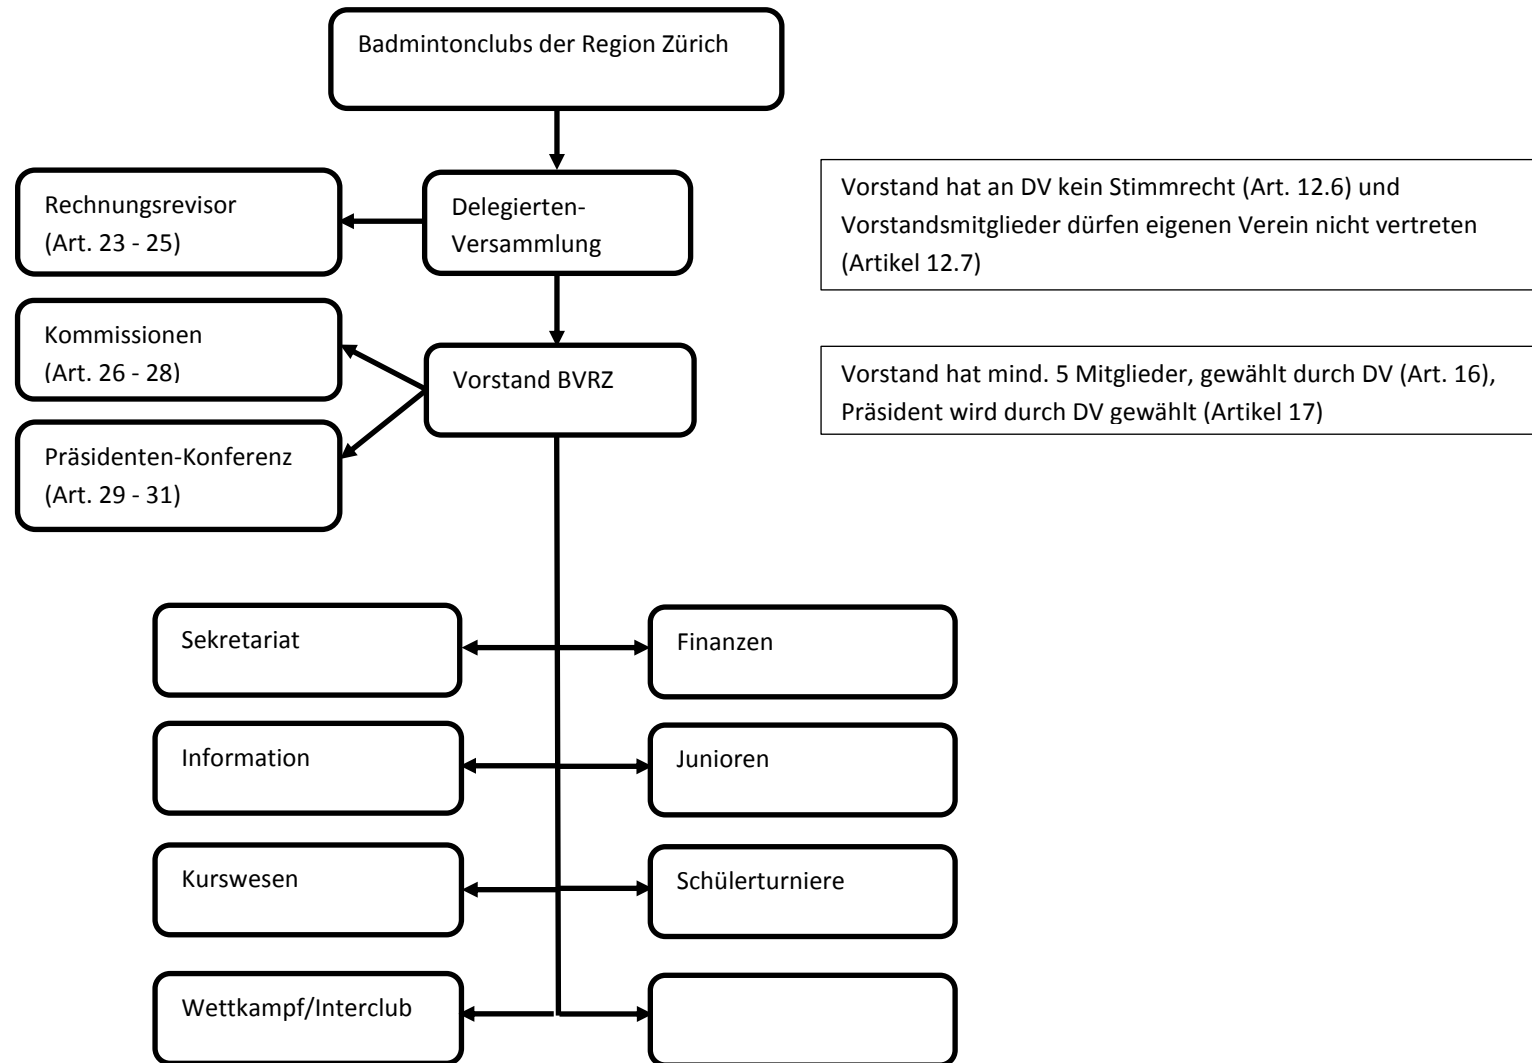 Badmintonclubs der Region Zürich
Rechnungsrevisor
(Art. 23 - 25)
Delegierten-
Versammlung
Vorstand hat an DV kein Stimmrecht (Art. 12.6) und
Vorstandsmitglieder dürfen eigenen Verein nicht vertreten
(Artikel 12.7)
Kommissionen
(Art. 26 - 28)
Vorstand BVRZ
Vorstand hat mind. 5 Mitglieder, gewählt durch DV (Art. 16),
Präsident wird durch DV gewählt (Artikel 17)
Präsidenten-Konferenz
(Art. 29 - 31)
Sekretariat
Finanzen
Information
Junioren
Kurswesen
Schülerturniere
Wettkampf/Interclub